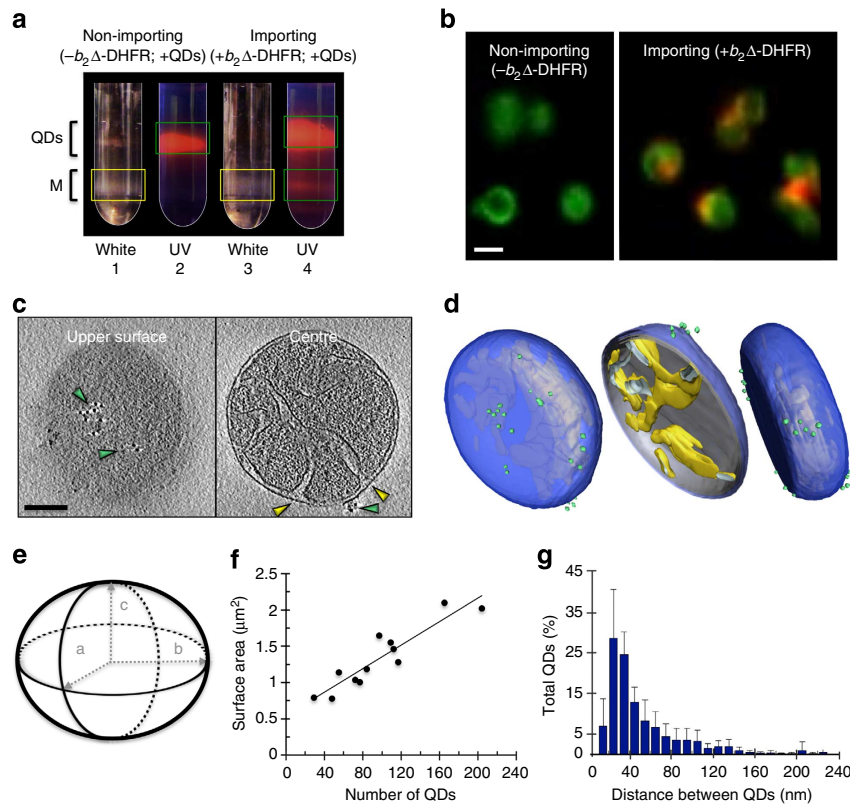 a
Non-importing
(–b₂Δ-DHFR; +QDs)
Importing
(+b₂Δ-DHFR; +QDs)
QDs
M
White
1
UV
2
White
3
UV
4
b
Non-importing
(–b₂Δ-DHFR)
Importing (+b₂Δ-DHFR)
c
Upper surface
Centre
d
e
c
a
b
f
Surface area (µm²)
2.5
2
1.5
1
0.5
0
0 40 80 120 160 200 240
Number of QDs
g
Total QDs (%)
45
35
25
15
5
0
0 40 80 120 160 200 240
Distance between QDs (nm)